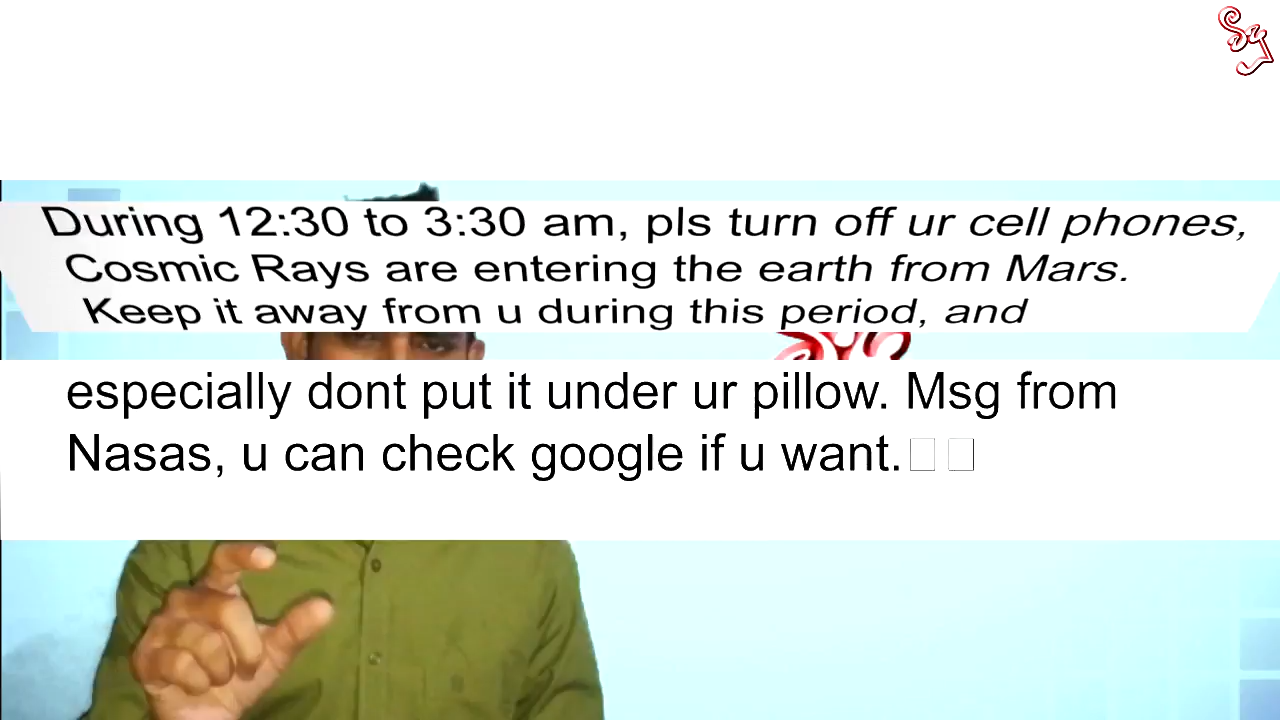 During 12:30 to 3:30 am, pls turn off ur cell phones,
Cosmic Rays are entering the earth from Mars.
Keep it away from u during this period, and
especially dont put it under ur pillow. Msg from
Nasas, u can check google if u want.